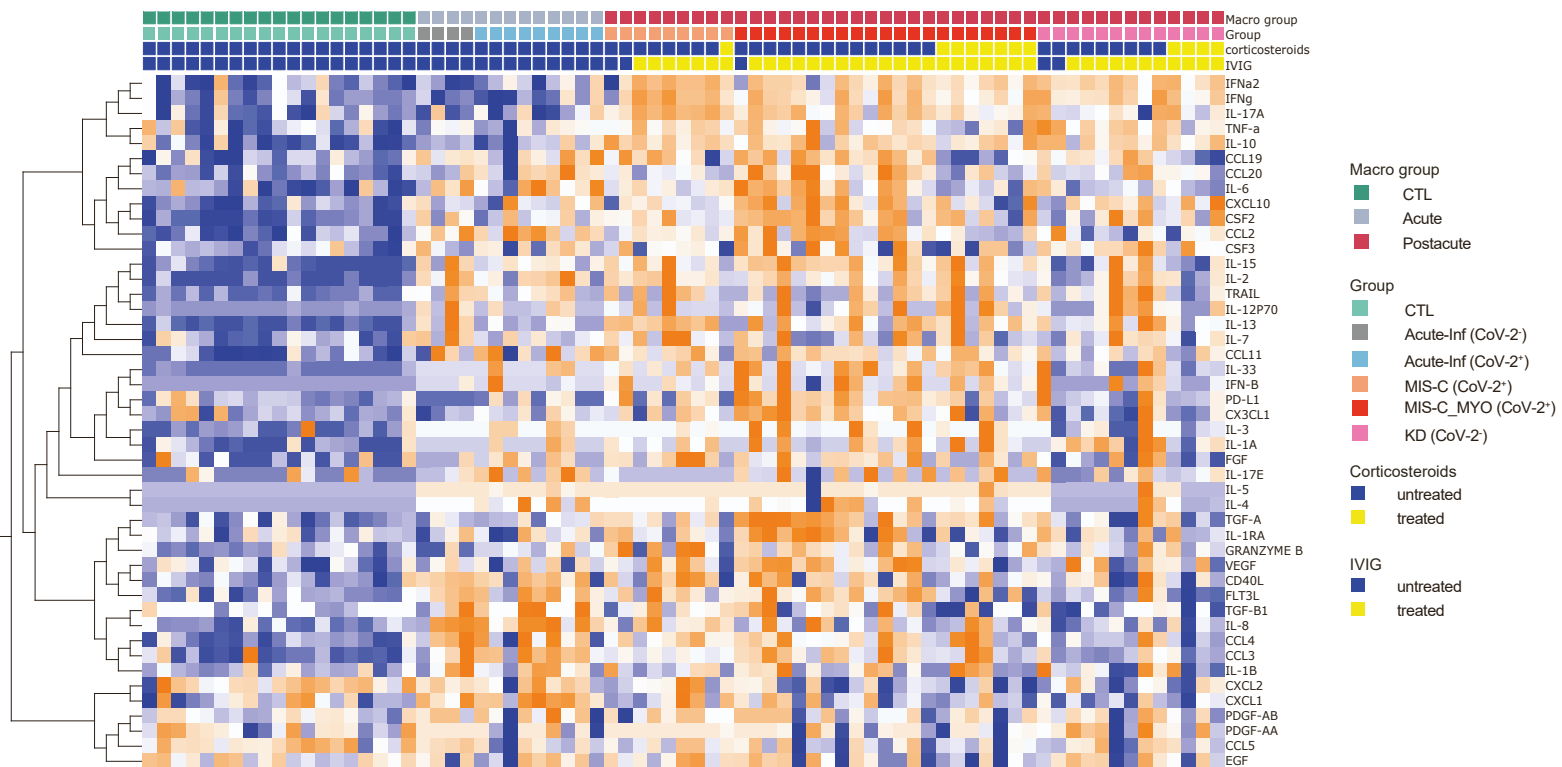 Macro group
Group
corticosteroids
IVIG
IFNa2
IFNg
IL-17A
TNF-a
IL-10
CCL19
CCL20
IL-6
CXCL10
CSF2
CCL2
CSF3
IL-15
IL-2
TRAIL
IL-12P70
IL-13
IL-7
CCL11
IL-33
IFN-B
PD-L1
CX3CL1
IL-3
IL-1A
FGF
IL-17E
IL-5
IL-4
TGF-A
IL-1RA
GRANZYME B
VEGF
CD40L
FLT3L
TGF-B1
IL-8
CCL4
CCL3
IL-1B
CXCL2
CXCL1
PDGF-AB
PDGF-AA
CCL5
EGF
Macro group
CTL
Acute
Postacute
Group
CTL
Acute-Inf (CoV-2⁻)
Acute-Inf (CoV-2⁺)
MIS-C (CoV-2⁺)
MIS-C_MYO (CoV-2⁺)
KD (CoV-2⁻)
Corticosteroids
untreated
treated
IVIG
untreated
treated